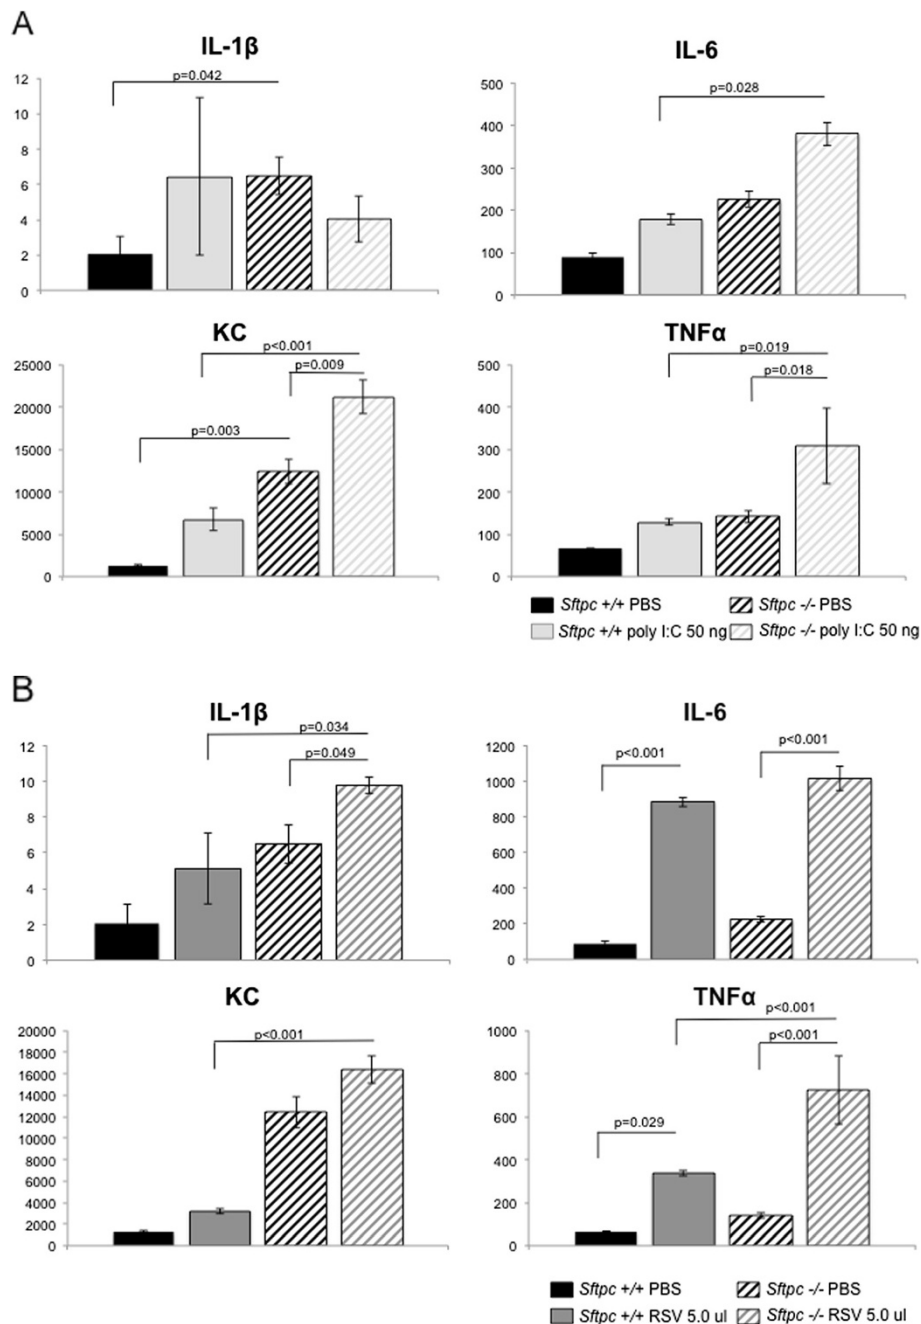 A
IL-1β
p=0.042
12
10
8
6
4
2
0
IL-6
p=0.028
500
400
300
200
100
0
KC
p<0.001
p=0.009
p=0.003
25000
20000
15000
10000
5000
0
TNFα
p=0.019
p=0.018
500
400
300
200
100
0
Sftpc +/+ PBS
Sftpc -/- PBS
Sftpc +/+ poly I:C 50 ng
Sftpc -/- poly I:C 50 ng
B
IL-1β
p=0.034
p=0.049
12
10
8
6
4
2
0
IL-6
p<0.001
p<0.001
1200
1000
800
600
400
200
0
KC
p<0.001
20000
18000
16000
14000
12000
10000
8000
6000
4000
2000
0
TNFα
p<0.001
p<0.001
p=0.029
1000
800
600
400
200
0
Sftpc +/+ PBS
Sftpc -/- PBS
Sftpc +/+ RSV 5.0 ul
Sftpc -/- RSV 5.0 ul